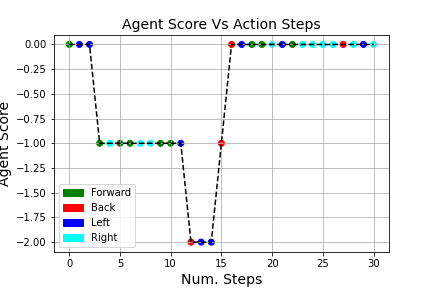 Agent Score Vs Action Steps
Agent Score
0.00
−0.25
−0.50
−0.75
−1.00
−1.25
−1.50
−1.75
−2.00
Forward
Back
Left
Right
0 5 10 15 20 25 30
Num. Steps